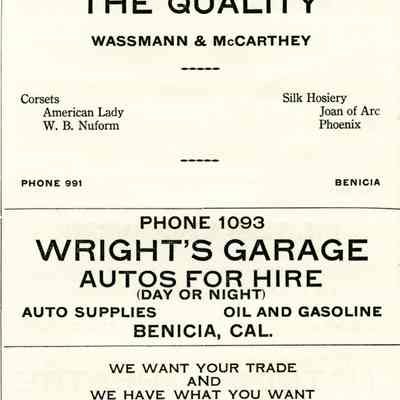 THE QUALITY
WASSMANN & McCARTHEY
Corsets
American Lady
W. B. Nuform
Silk Hosiery
Joan of Arc
Phoenix
PHONE 991 BENICIA
PHONE 1093
WRIGHT'S GARAGE
AUTOS FOR HIRE
(DAY OR NIGHT)
AUTO SUPPLIES OIL AND GASOLINE
BENICIA, CAL.
WE WANT YOUR TRADE
AND
WE HAVE WHAT YOU WANT